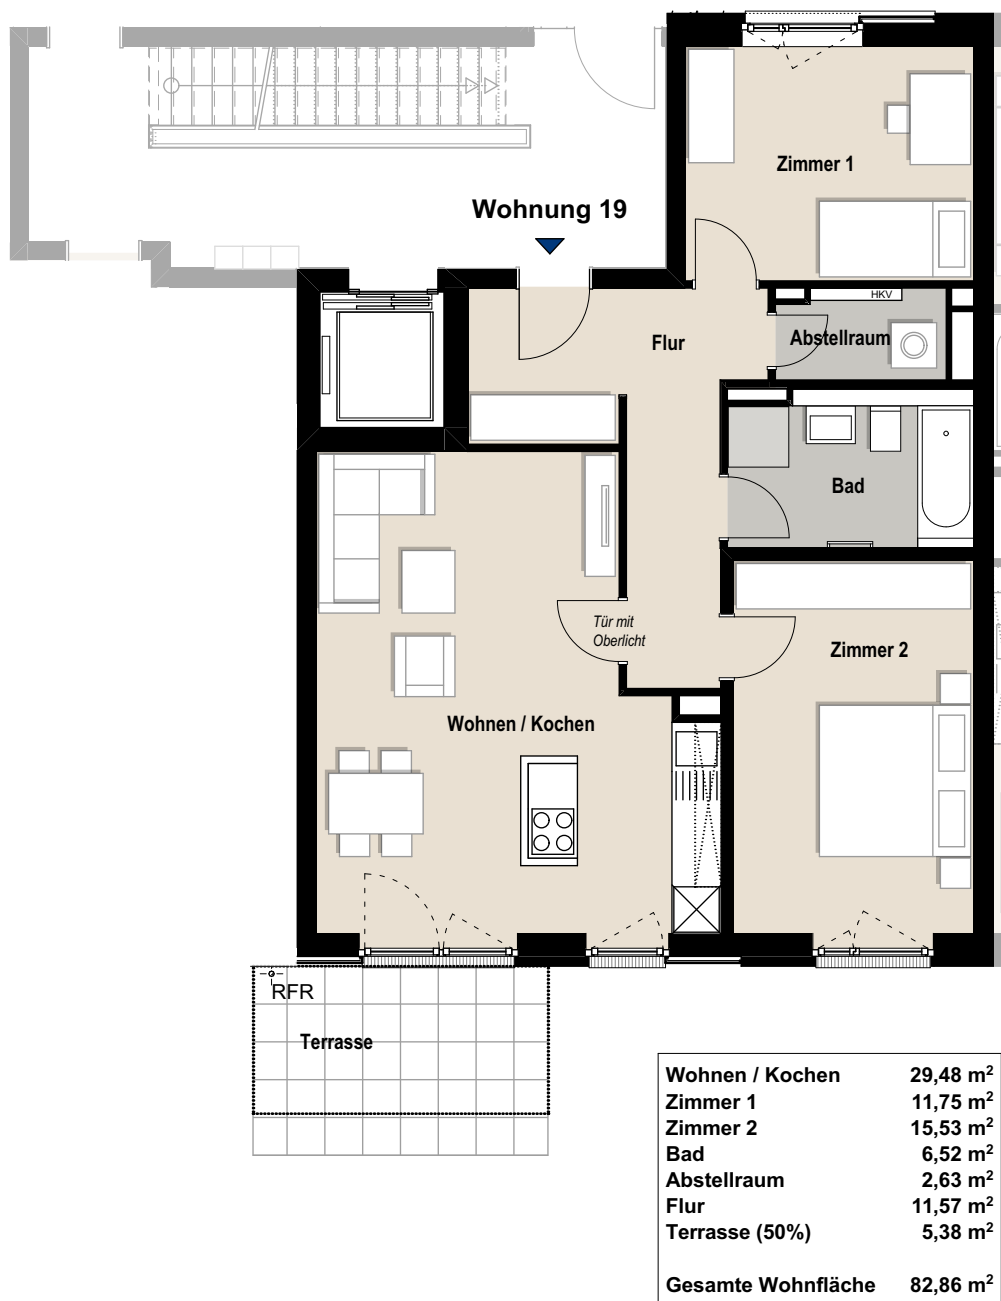 Zimmer 1
Wohnung 19
HKV
Flur
Abstellraum
Bad
Tür mit
Oberlicht
Zimmer 2
Wohnen / Kochen
RFR
Terrasse
Wohnen / Kochen 29,48 m²
Zimmer 1 11,75 m²
Zimmer 2 15,53 m²
Bad 6,52 m²
Abstellraum 2,63 m²
Flur 11,57 m²
Terrasse (50%) 5,38 m²
Gesamte Wohnfläche 82,86 m²